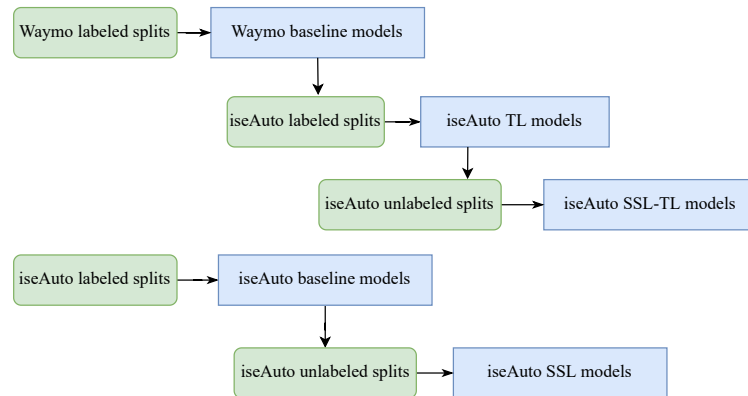 Waymo labeled splits
Waymo baseline models
iseAuto labeled splits
iseAuto TL models
iseAuto unlabeled splits
iseAuto SSL-TL models
iseAuto labeled splits
iseAuto baseline models
iseAuto unlabeled splits
iseAuto SSL models